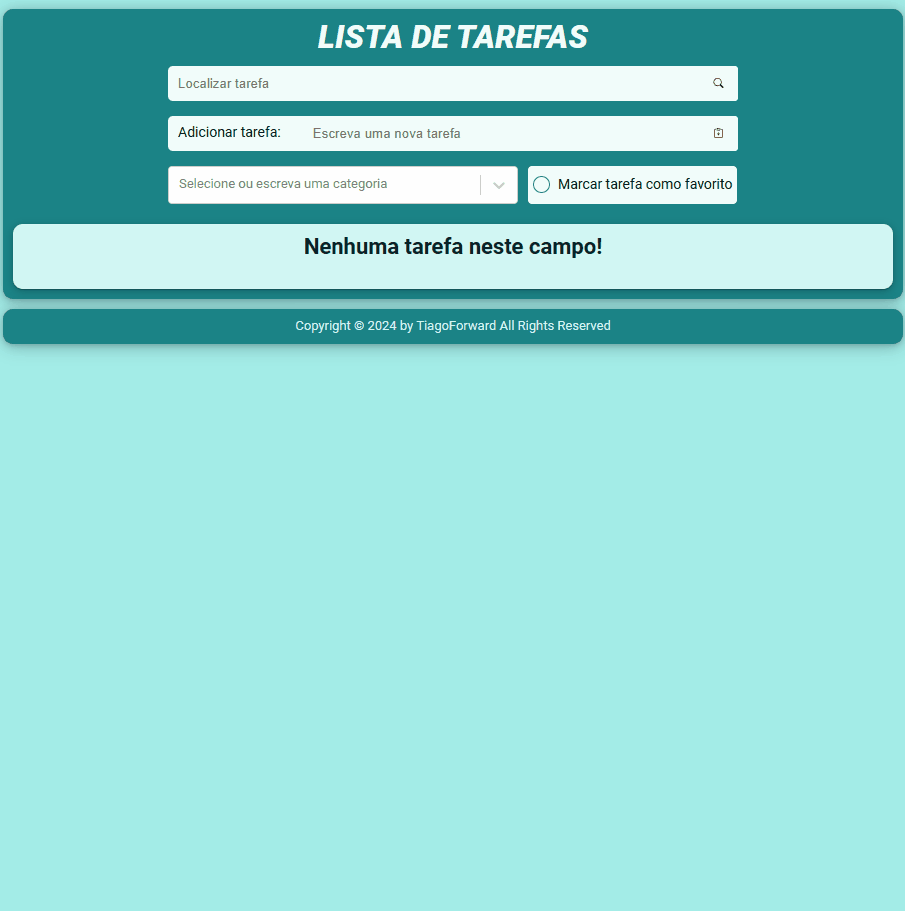 LISTA DE TAREFAS
Localizar tarefa
Adicionar tarefa: Escreva uma nova tarefa
Selecione ou escreva uma categoria Marcar tarefa como favorito
Nenhuma tarefa neste campo!
Copyright © 2024 by TiagoForward All Rights Reserved